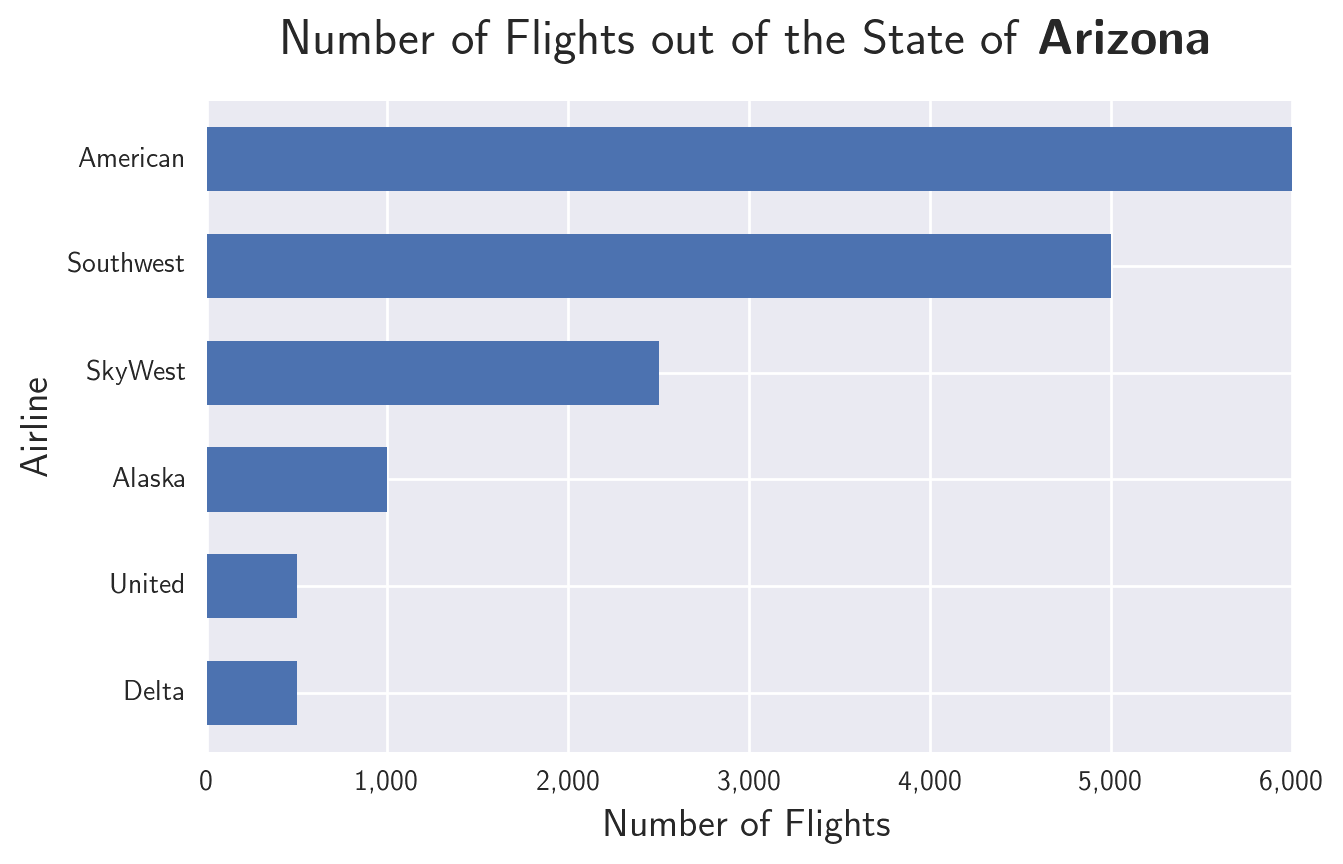 Number of Flights out of the State of Arizona
American
Southwest
SkyWest
Alaska
United
Delta
Airline
0 1,000 2,000 3,000 4,000 5,000 6,000
Number of Flights